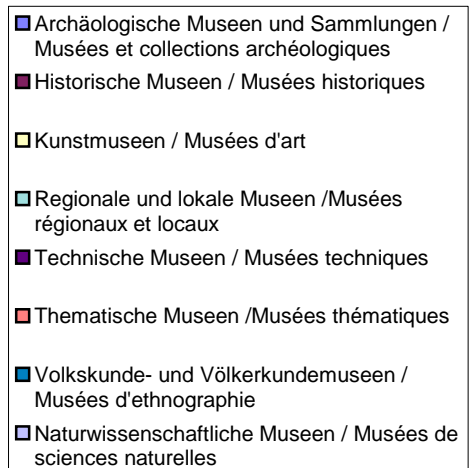 Archäologische Museen und Sammlungen /
Musées et collections archéologiques
Historische Museen / Musées historiques
Kunstmuseen / Musées d'art
Regionale und lokale Museen /Musées
régionaux et locaux
Technische Museen / Musées techniques
Thematische Museen /Musées thématiques
Volkskunde- und Völkerkundemuseen /
Musées d'ethnographie
Naturwissenschaftliche Museen / Musées de
sciences naturelles